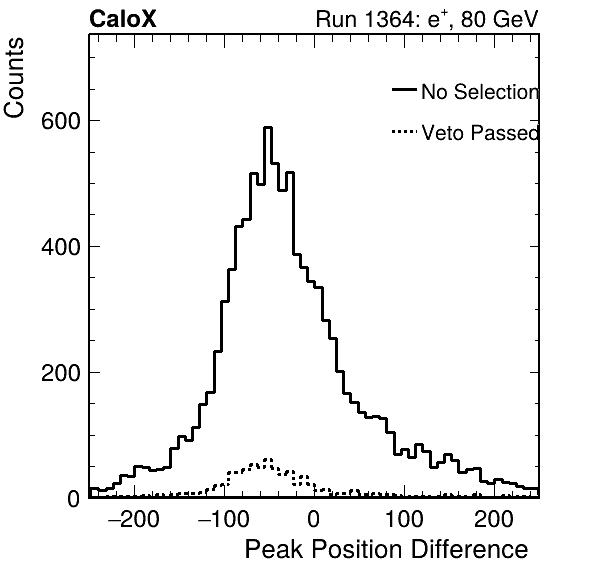 CaloX Run 1364: e⁺, 80 GeV
Counts
No Selection
Veto Passed
600
400
200
0
−200 −100 0 100 200
Peak Position Difference